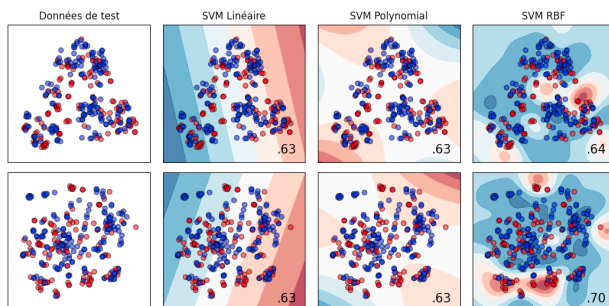 Données de test
SVM Linéaire
SVM Polynomial
SVM RBF
.63
.63
.64
.63
.63
.70